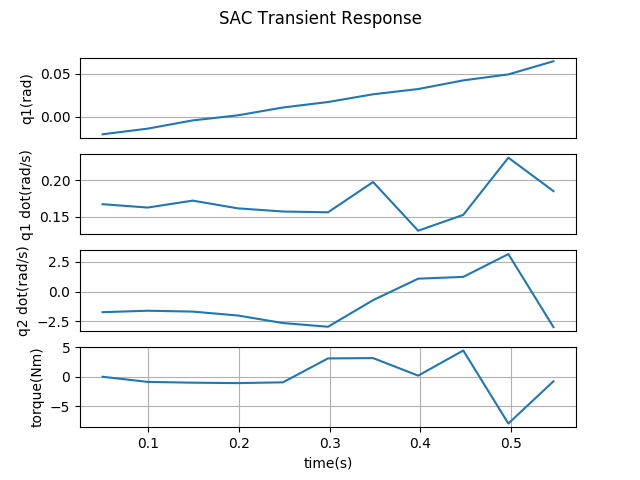 SAC Transient Response
q1(rad)
0.05
0.00
q1 dot(rad/s)
0.20
0.15
q2 dot(rad/s)
2.5
0.0
−2.5
torque(Nm)
5
0
−5
0.1 0.2 0.3 0.4 0.5
time(s)